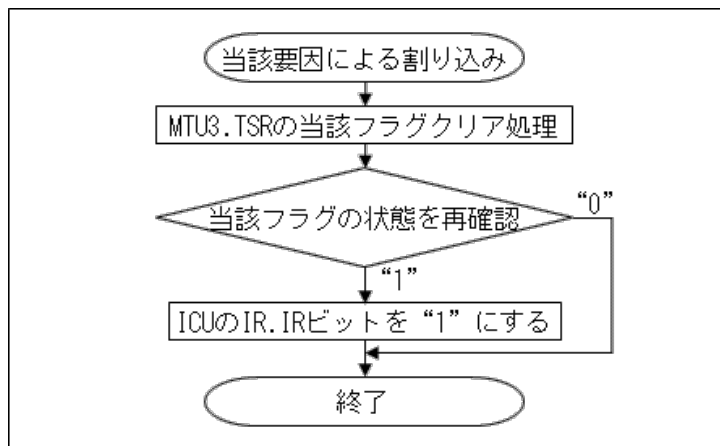 当該要因による割り込み
MTU3.TSRの当該フラグクリア処理
当該フラグの状態を再確認
“0”
“1”
ICUのIR.IRビットを“1”にする
終了